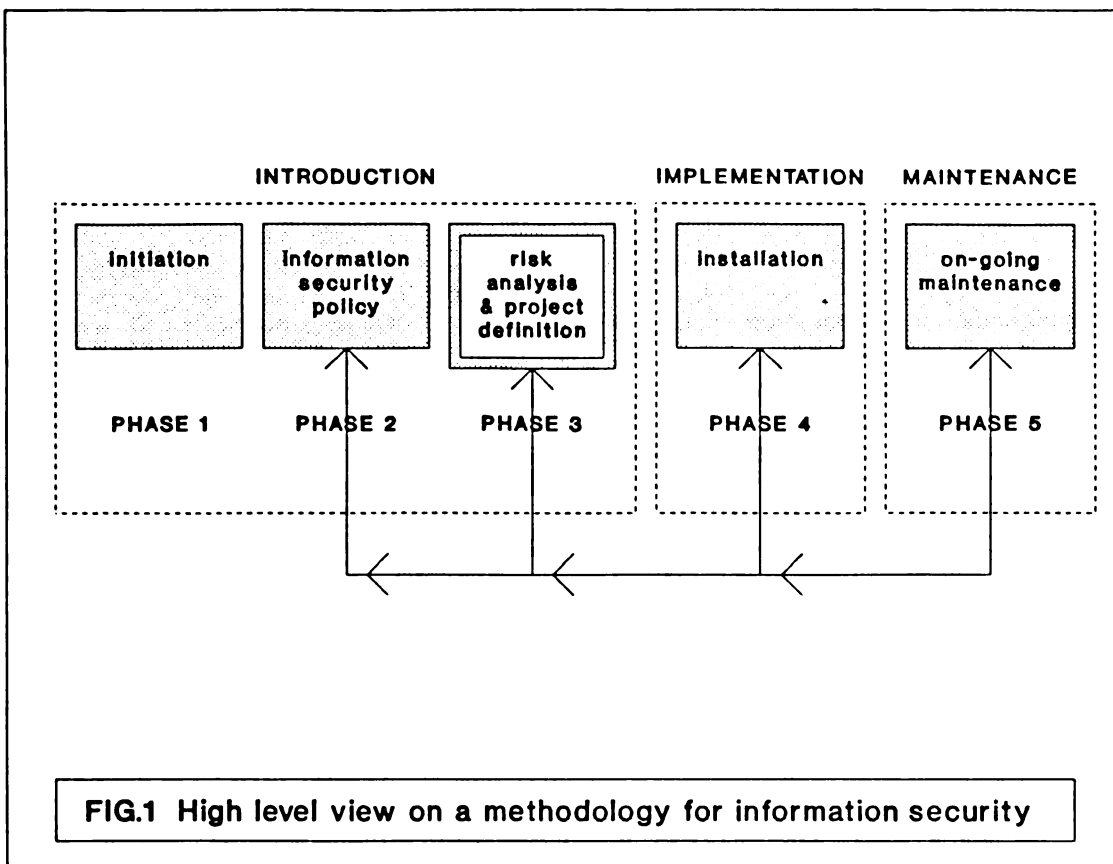 INTRODUCTION
IMPLEMENTATION
MAINTENANCE
initiation
information
security
policy
risk
analysis
& project
definition
installation
on-going
maintenance
PHASE 1
PHASE 2
PHASE 3
PHASE 4
PHASE 5
FIG.1 High level view on a methodology for information security